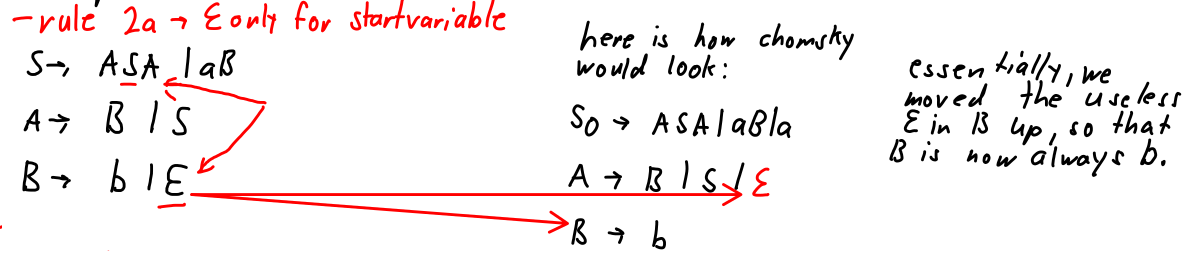 - rule 2a → Ɛ only for startvariable
S → ASA | aB
A → B | S
B → b | Ɛ
here is how chomsky
would look:
S0 → ASA | aB | a
A → B | S | Ɛ
B → b
essentially, we
moved the useless
Ɛ in B up, so that
B is now always b.